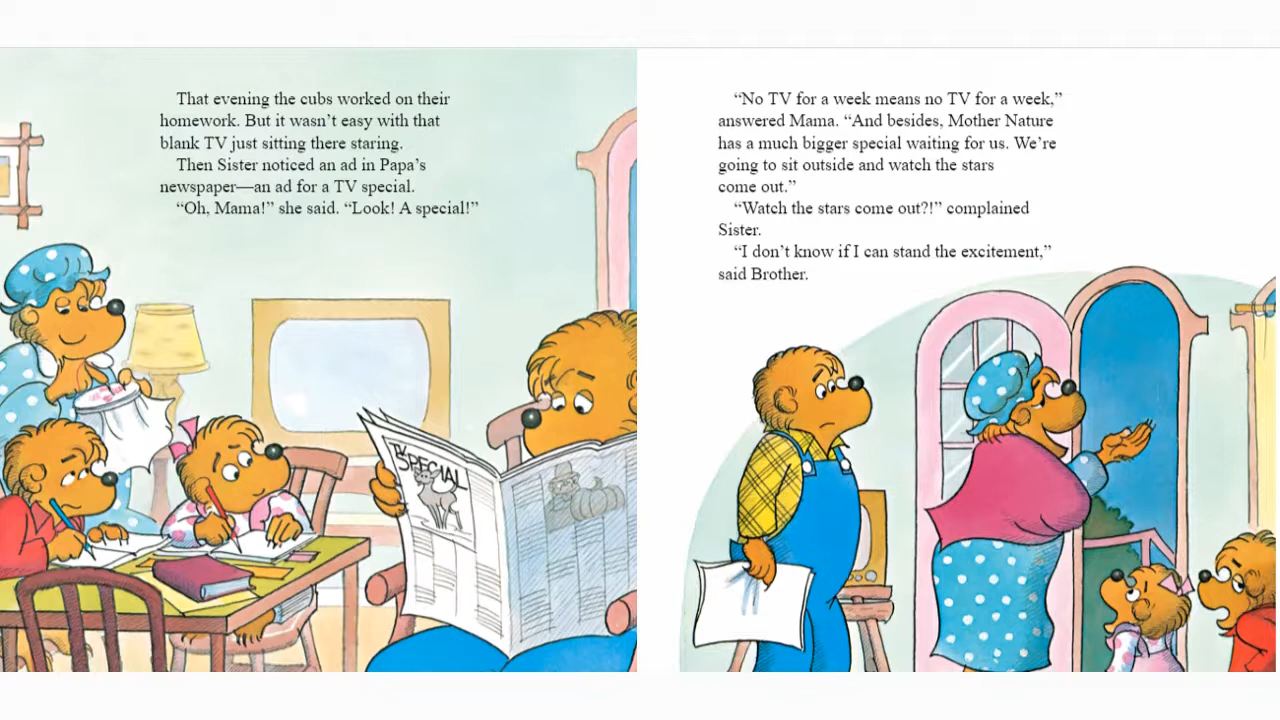 That evening the cubs worked on their
homework. But it wasn’t easy with that
blank TV just sitting there staring.
Then Sister noticed an ad in Papa’s
newspaper—an ad for a TV special.
“Oh, Mama!” she said. “Look! A special!”
TV
SPECIAL
“No TV for a week means no TV for a week,”
answered Mama. “And besides, Mother Nature
has a much bigger special waiting for us. We’re
going to sit outside and watch the stars
come out.”
“Watch the stars come out?!” complained
Sister.
“I don’t know if I can stand the excitement,”
said Brother.